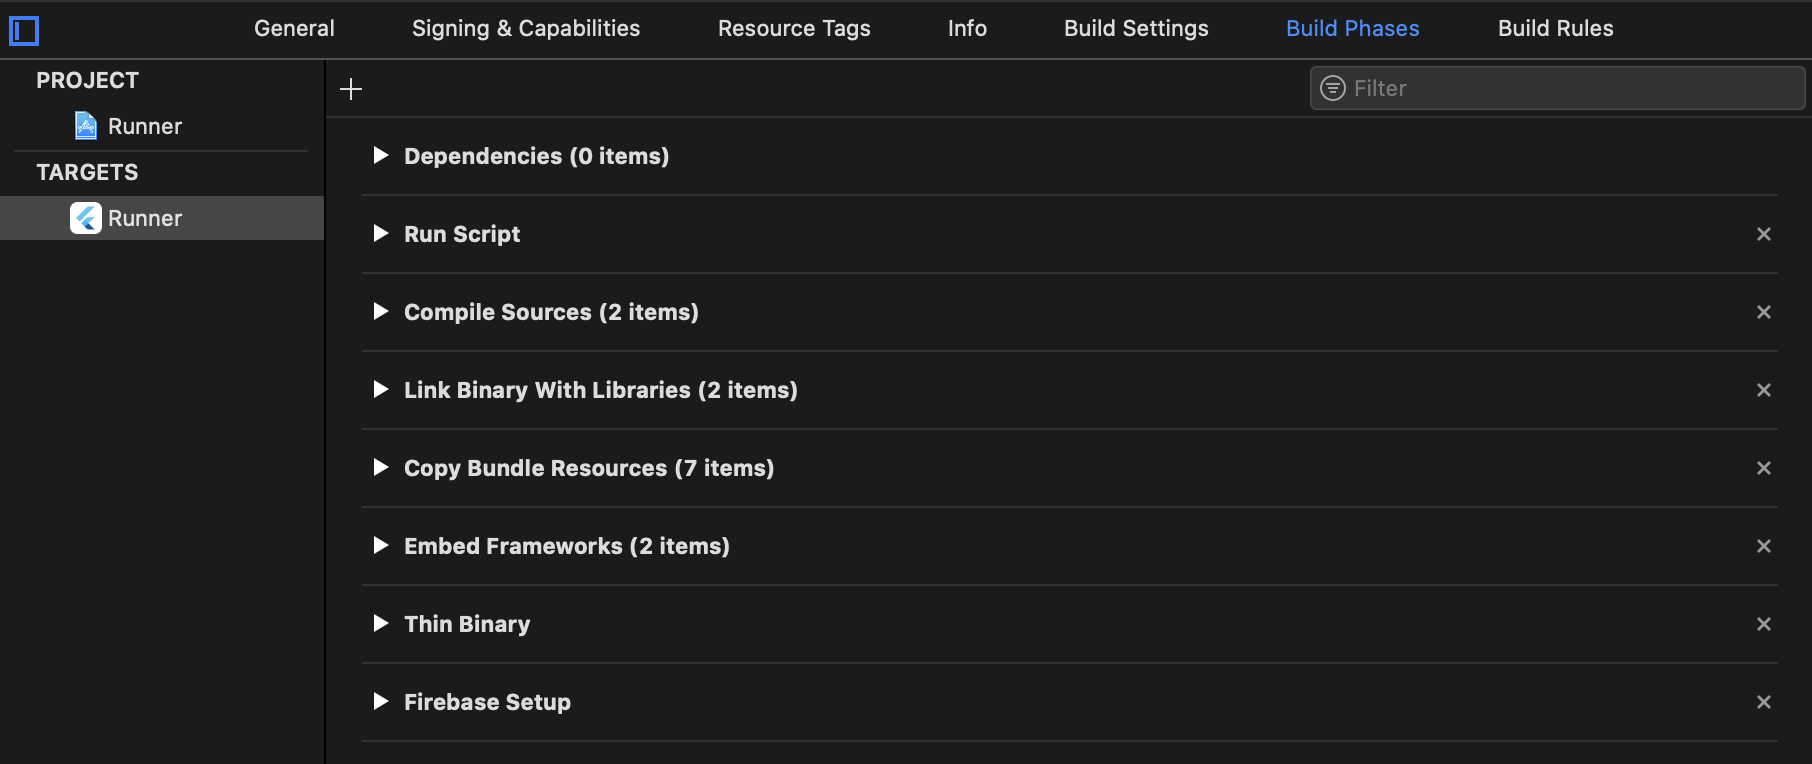 General Signing & Capabilities Resource Tags Info Build Settings Build Phases Build Rules
PROJECT
Runner
TARGETS
Runner
Filter
Dependencies (0 items)
Run Script
Compile Sources (2 items)
Link Binary With Libraries (2 items)
Copy Bundle Resources (7 items)
Embed Frameworks (2 items)
Thin Binary
Firebase Setup